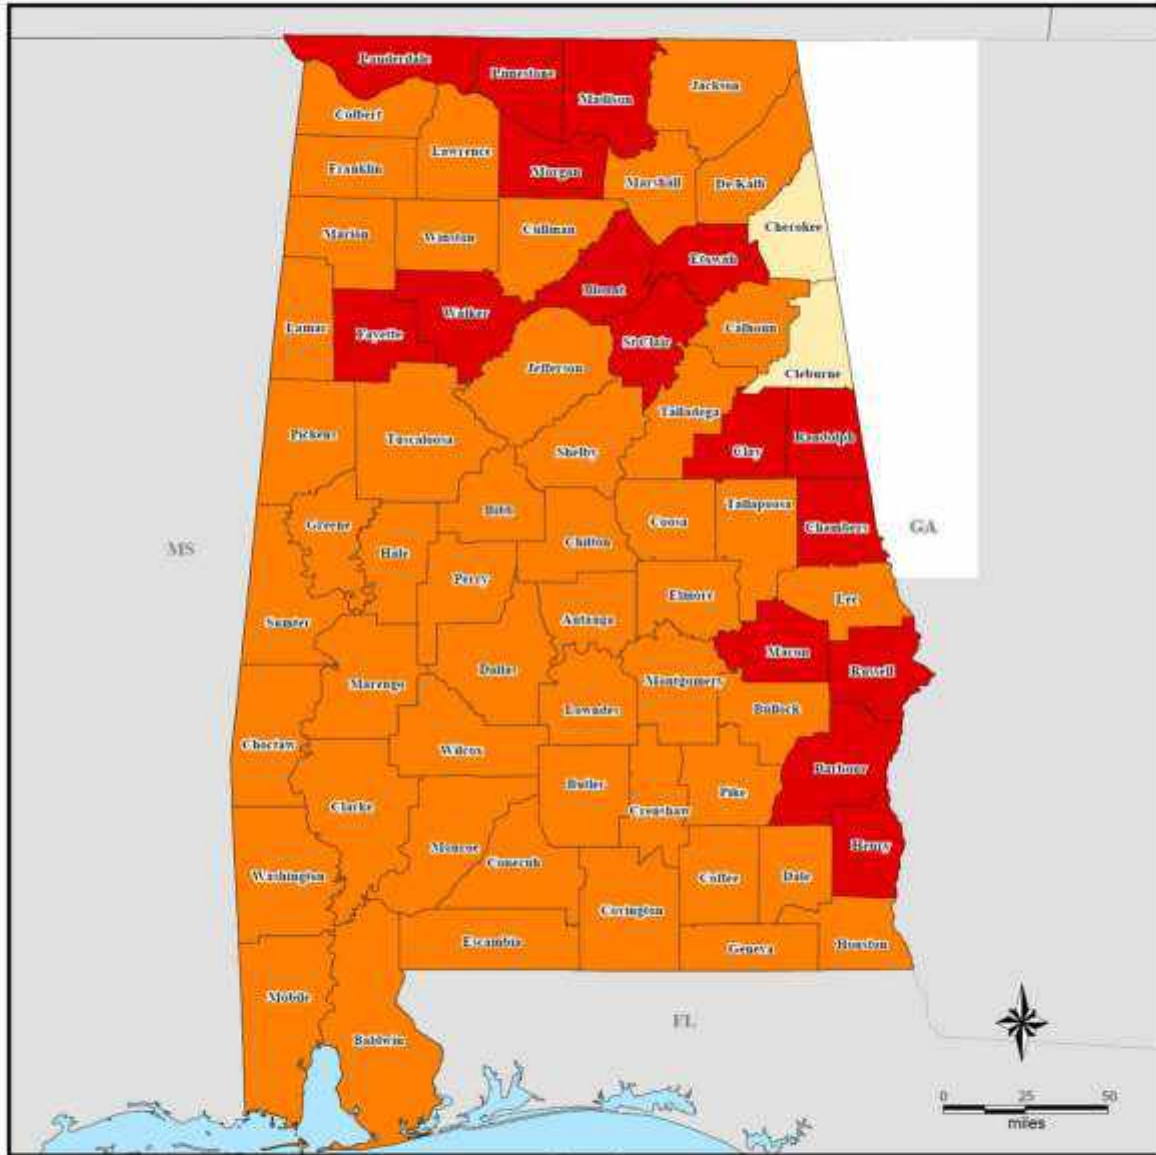 Lauderdale
Limestone
Madison
Jackson
Colbert
Lawrence
Franklin
Morgan
Marshall
De Kalb
Cherokee
Marion
Winston
Cullman
Etowah
Blount
Lamar
Fayette
Walker
St Clair
Calhoun
Jefferson
Cleburne
Talladega
Pickens
Tuscaloosa
Shelby
Clay
Randolph
Bibb
Greene
Hale
Chilton
Coosa
Tallapoosa
Chambers
GA
MS
Perry
Elmore
Lee
Sumter
Autauga
Macon
Russell
Marengo
Dallas
Montgomery
Lowndes
Bullock
Choctaw
Wilcox
Barbour
Butler
Pike
Clarke
Crenshaw
Henry
Monroe
Conecuh
Washington
Coffee
Dale
Covington
Escambia
Geneva
Houston
Mobile
FL
Baldwin
0 25 50
miles